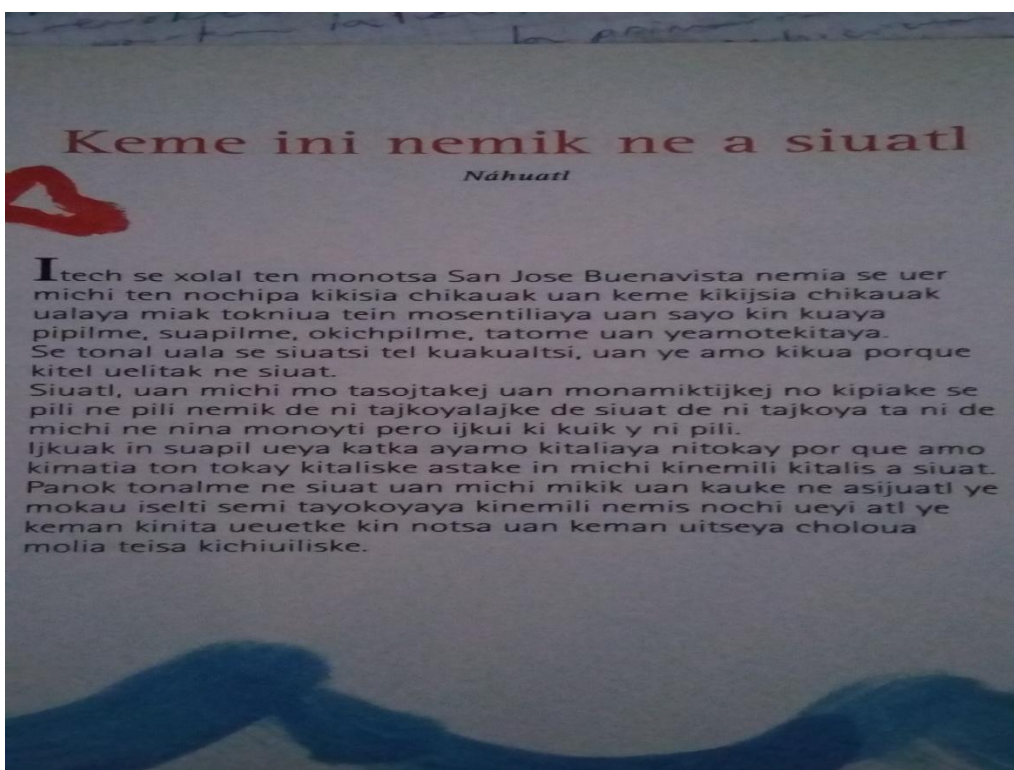 Keme ini nemik ne a siuatl
Náhuatl
Itech se xolal ten monotsa San Jose Buenavista nemia se uer
michi ten nochipa kikisia chikauak uan keme kikijsia chikauak
ualaya miak tokniua tein mosentiliaya uan sayo kin kuaya
pipilme, suapilme, okichpilme, tatome uan yeamotekitaya.
Se tonal uala se siuatsi tel kuakualtsi, uan ye amo kikua porque
kitel uelitak ne siuat.
Siuatl, uan michi mo tasojtakej uan monamiktijkej no kipiake se
pili ne pili nemik de ni tajkoyalajke de siuat de ni tajkoya ta ni de
michi ne nina monoyti pero ijkui ki kuik y ni pili.
Ijkuak in suapil ueya katka ayamo kitaliaya nitokay por que amo
kimatia ton tokay kitaliske astake in michi kinemili kitalis a siuat.
Panok tonalme ne siuat uan michi mikik uan kauke ne asijuatl ye
mokau iselti semi tayokoyaya kinemili nemis nochi ueyi atl ye
keman kinita ueuetke kin notsa uan keman uitseya choloua
molia teisa kichiuiliske.